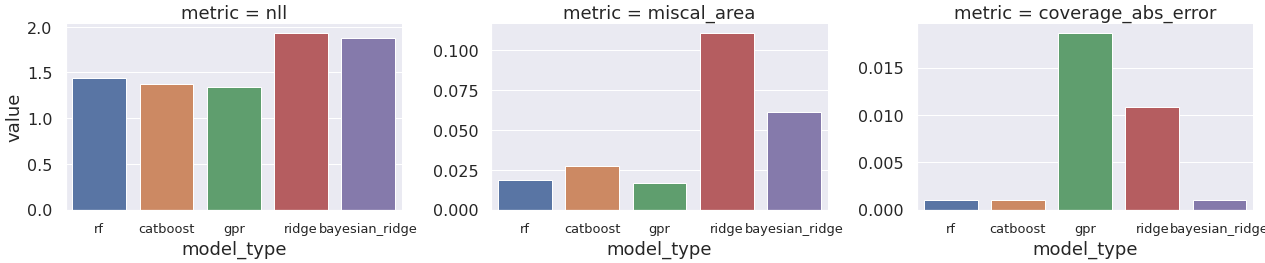 metric = nll
value
2.0
1.5
1.0
0.5
0.0
rf catboost gpr ridge bayesian_ridge
model_type
metric = miscal_area
0.100
0.075
0.050
0.025
0.000
rf catboost gpr ridge bayesian_ridge
model_type
metric = coverage_abs_error
0.015
0.010
0.005
0.000
rf catboost gpr ridge bayesian_ridge
model_type